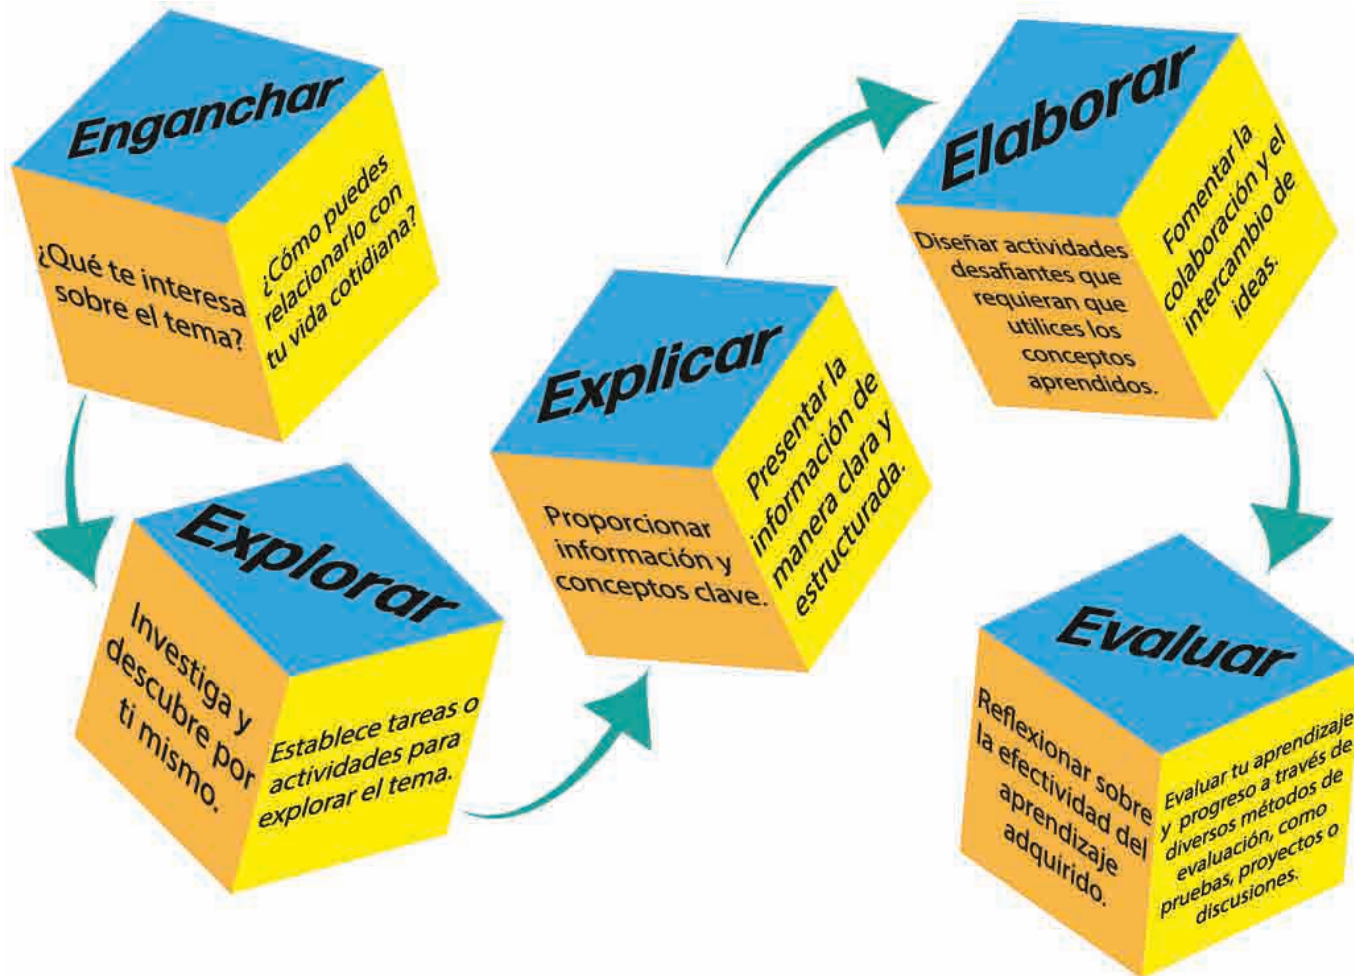 Enganchar
¿Qué te interesa
sobre el tema?
¿Cómo puedes
relacionarlo con
tu vida cotidiana?
Explorar
Investiga y
descubre por
ti mismo.
Establece tareas o
actividades para
explorar el tema.
Explicar
Proporcionar
información y
conceptos clave.
Presentar la
información de
manera clara y
estructurada.
Elaborar
Diseñar actividades
desafiantes que
requieran que
utilices los
conceptos
aprendidos.
Fomentar la
colaboración y el
intercambio de
ideas.
Evaluar
Reflexionar sobre
la efectividad del
aprendizaje
adquirido.
Evaluar tu aprendizaje
y progreso a través de
diversos métodos de
evaluación, como
pruebas, proyectos o
discusiones.